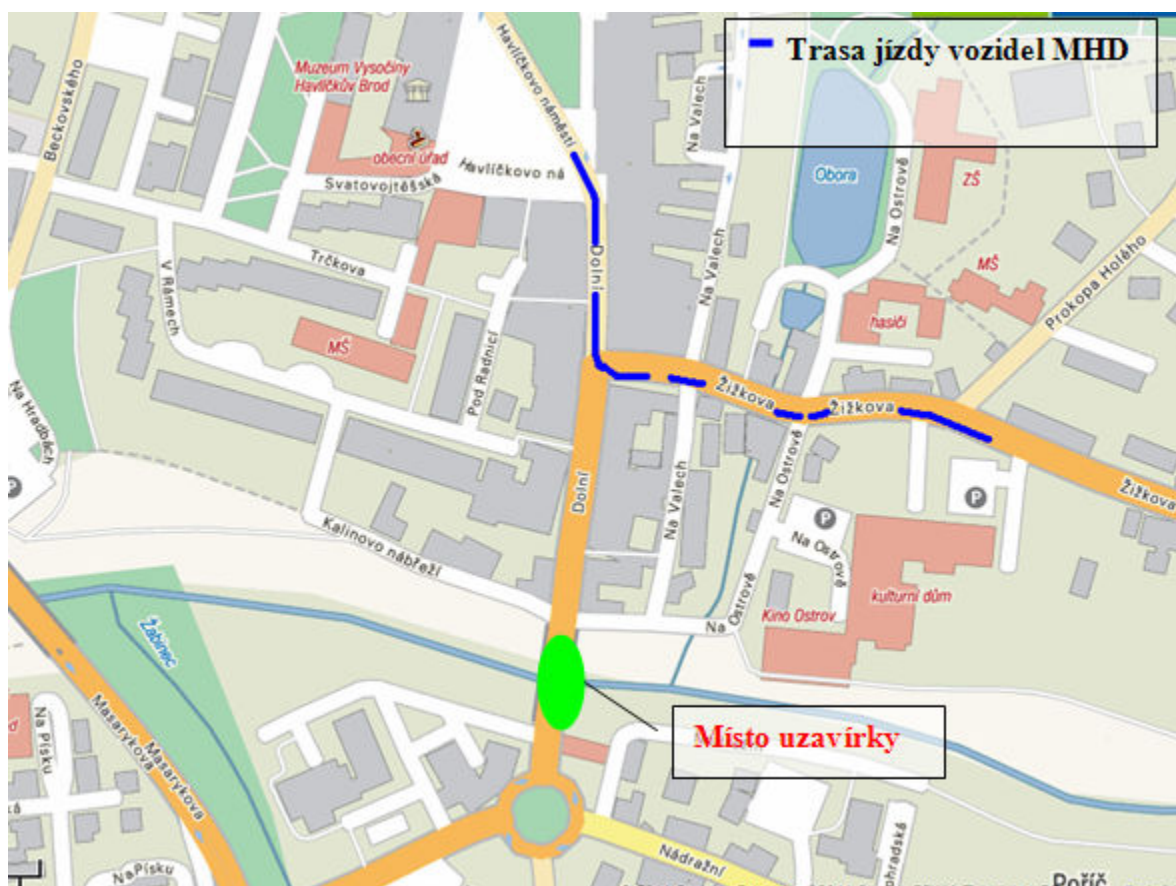 Trasa jízdy vozidel MHD
Havlíčkovo náměstí
Beckovského
Muzeum Vysočiny
Havlíčkův Brod
obecní úřad
Havlíčkovo ná
Svatovojtěšská
Na Valech
Obora
ZŠ
Na Ostrově
Trčkova
V Rámech
Dolní
Na Valech
MŠ
Prokopa Holého
hasiči
MŠ
Pod Radnicí
Na Hradbách
Žižkova
Žižkova
Žižkova
Dolní
Na Valech
Na Ostrově
P
P
P
Na Ostrově
Kalinovo nábřeží
Kino Ostrov
kulturní dům
Na Ostrově
Žabinec
Místo uzavírky
Masarykova
Masarykova
Na Písku
Na Písku
Nádražní
Poříč